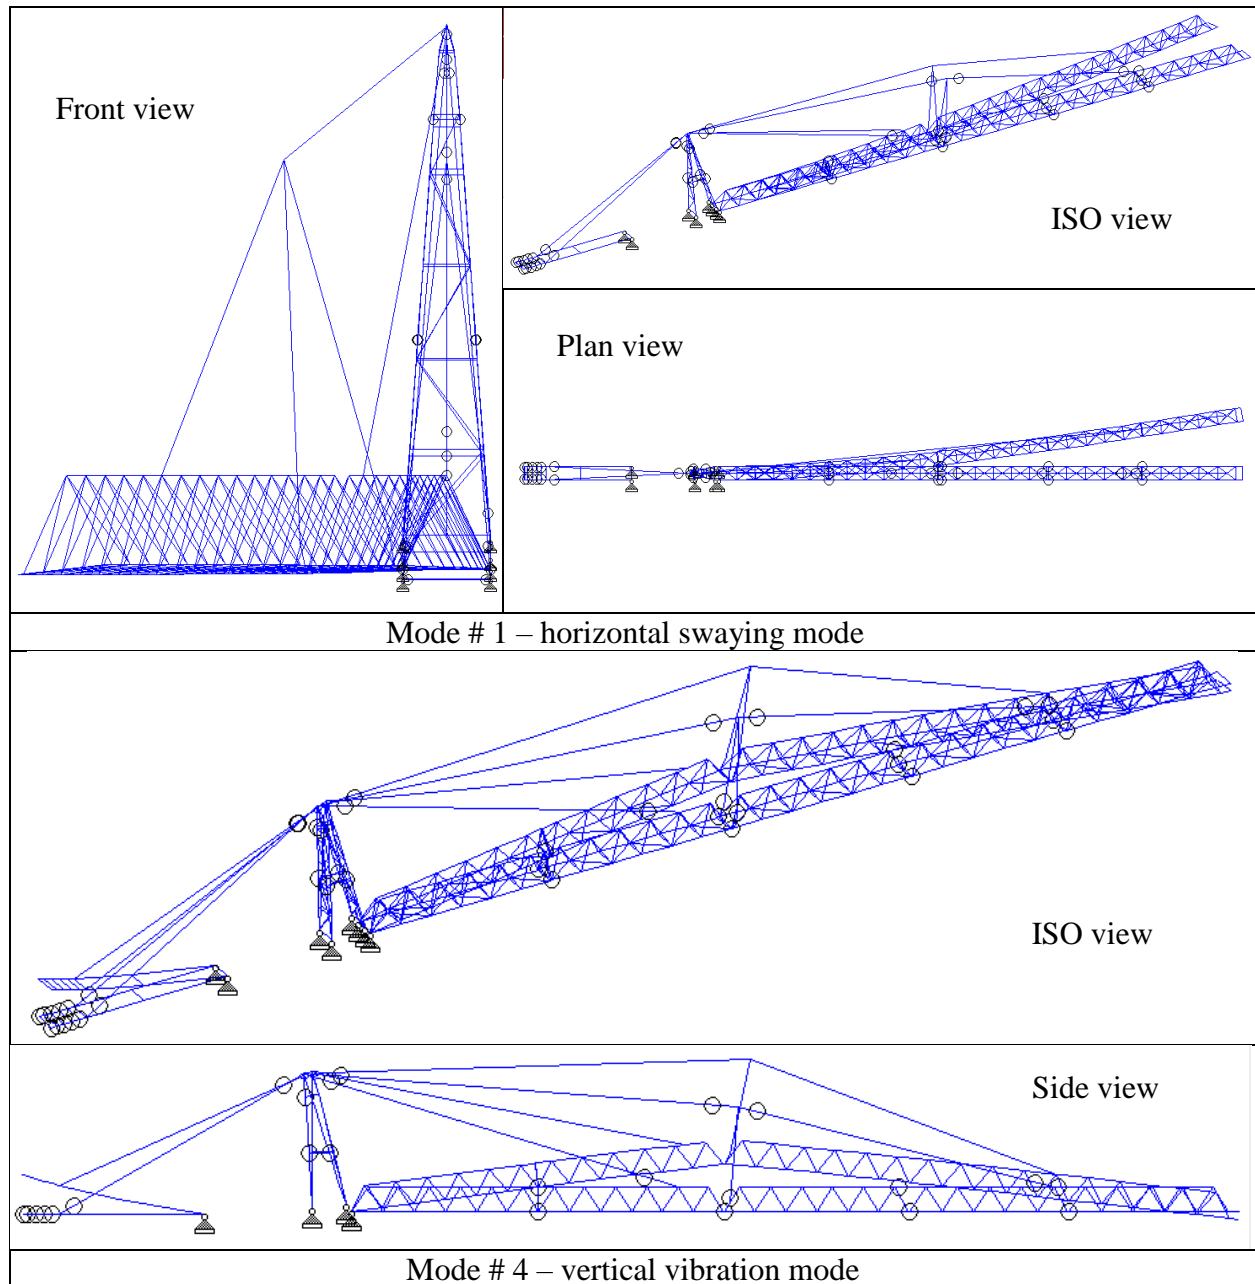 Front view
ISO view
Plan view
Mode # 1 – horizontal swaying mode
ISO view
Side view
Mode # 4 – vertical vibration mode